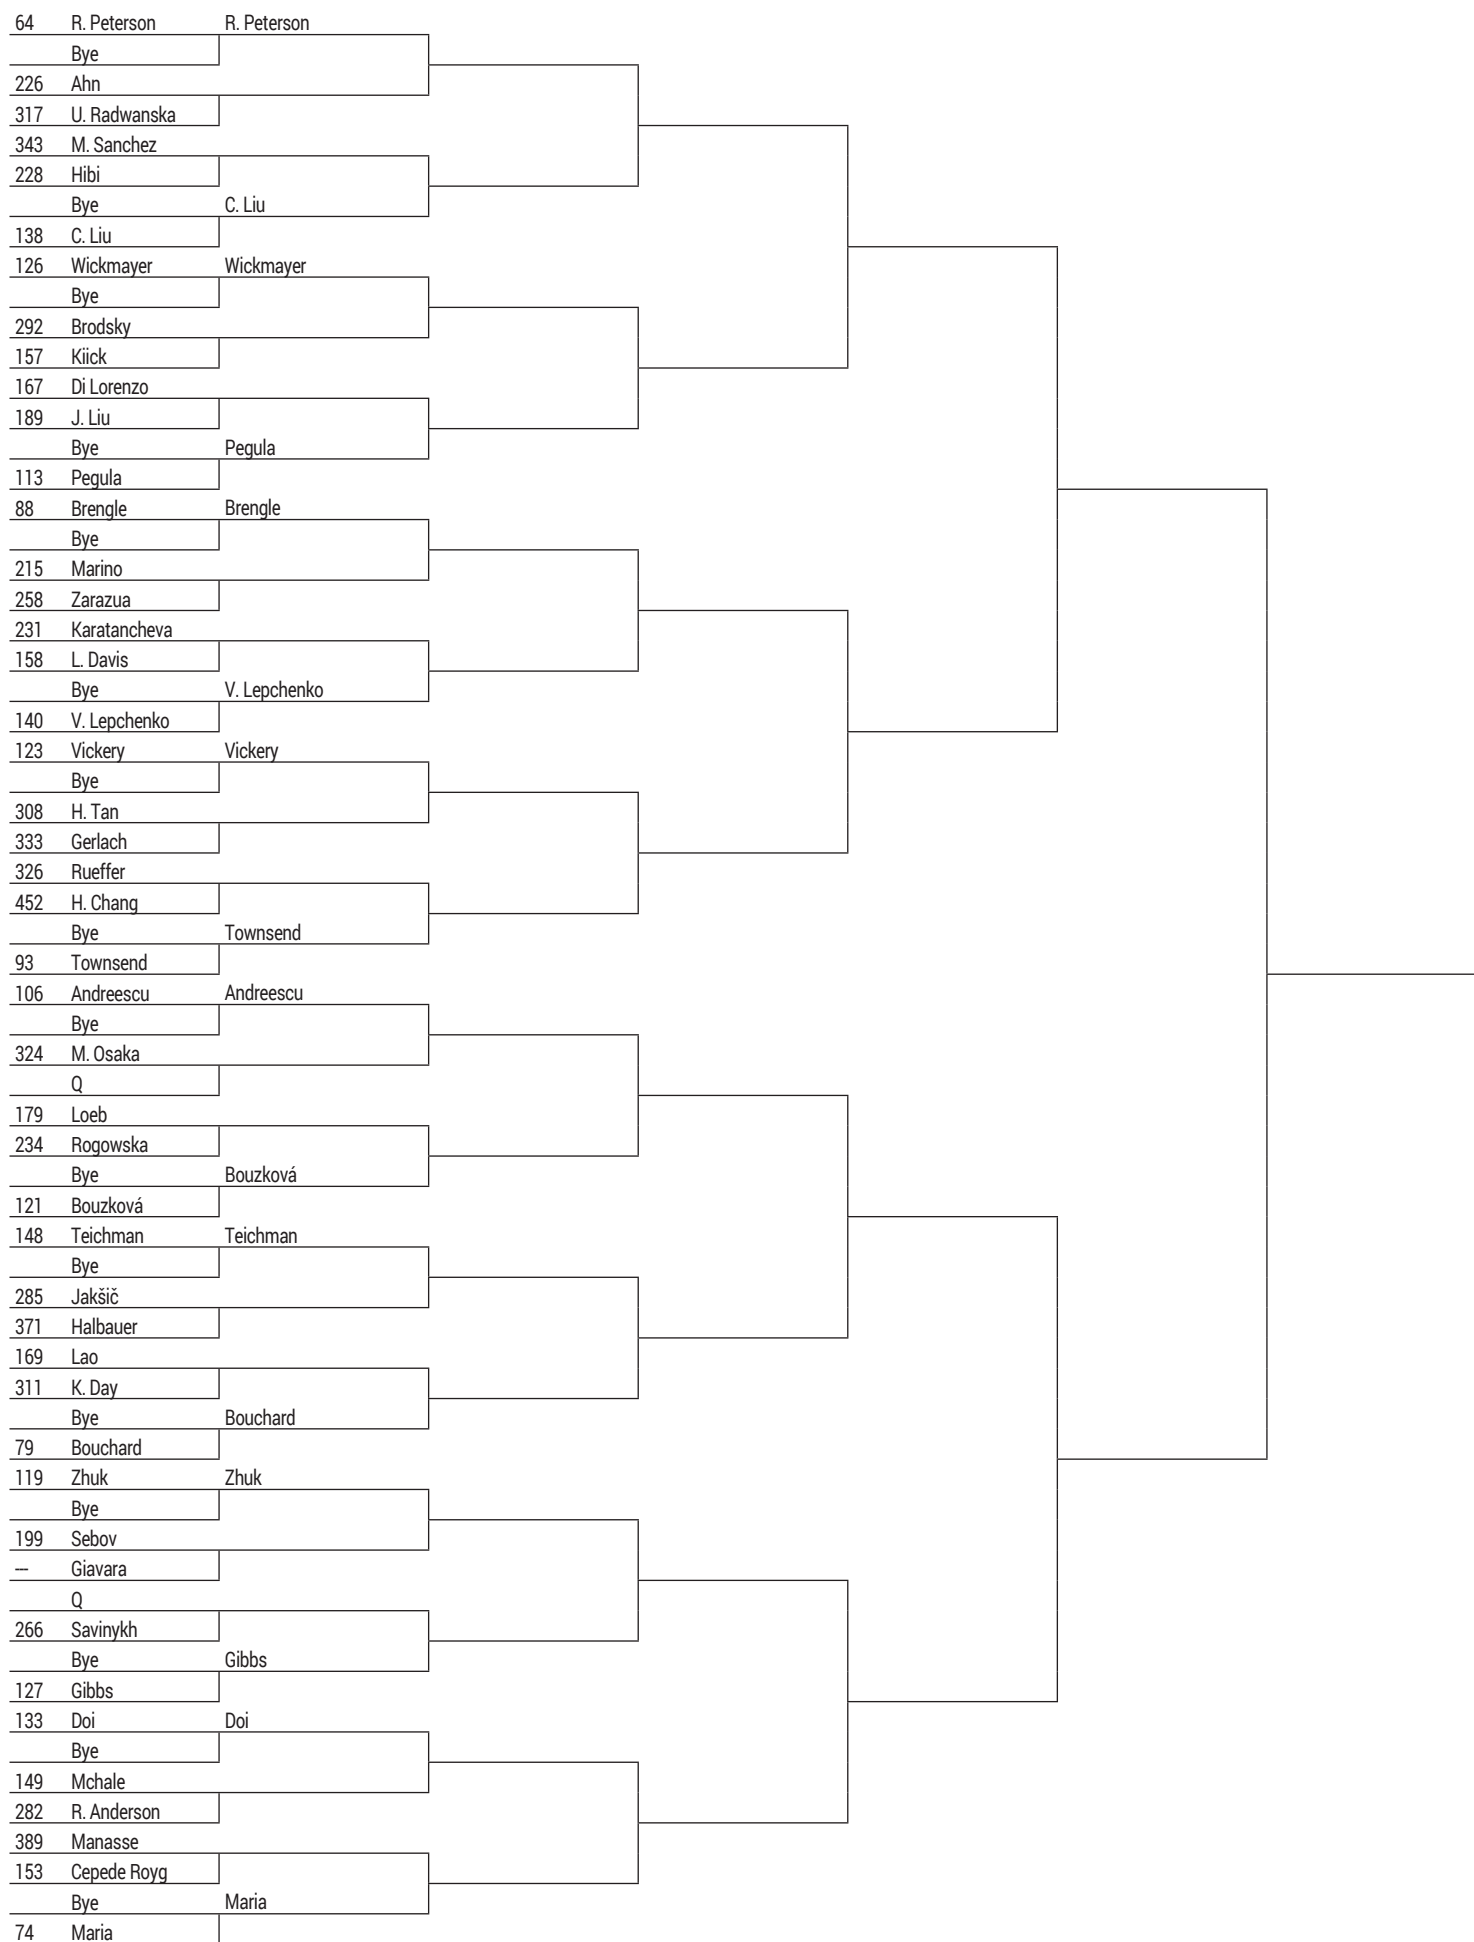 64 R. Peterson R. Peterson
Bye
226 Ahn
317 U. Radwanska
343 M. Sanchez
228 Hibi
Bye C. Liu
138 C. Liu
126 Wickmayer Wickmayer
Bye
292 Brodsky
157 Kiick
167 Di Lorenzo
189 J. Liu
Bye Pegula
113 Pegula
88 Brengle Brengle
Bye
215 Marino
258 Zarazua
231 Karatancheva
158 L. Davis
Bye V. Lepchenko
140 V. Lepchenko
123 Vickery Vickery
Bye
308 H. Tan
333 Gerlach
326 Rueffer
452 H. Chang
Bye Townsend
93 Townsend
106 Andreescu Andreescu
Bye
324 M. Osaka
Q
179 Loeb
234 Rogowska
Bye Bouzková
121 Bouzková
148 Teichman Teichman
Bye
285 Jakšič
371 Halbauer
169 Lao
311 K. Day
Bye Bouchard
79 Bouchard
119 Zhuk Zhuk
Bye
199 Sebov
--- Giavara
Q
266 Savinykh
Bye Gibbs
127 Gibbs
133 Doi Doi
Bye
149 Mchale
282 R. Anderson
389 Manasse
153 Cepede Royg
Bye Maria
74 Maria